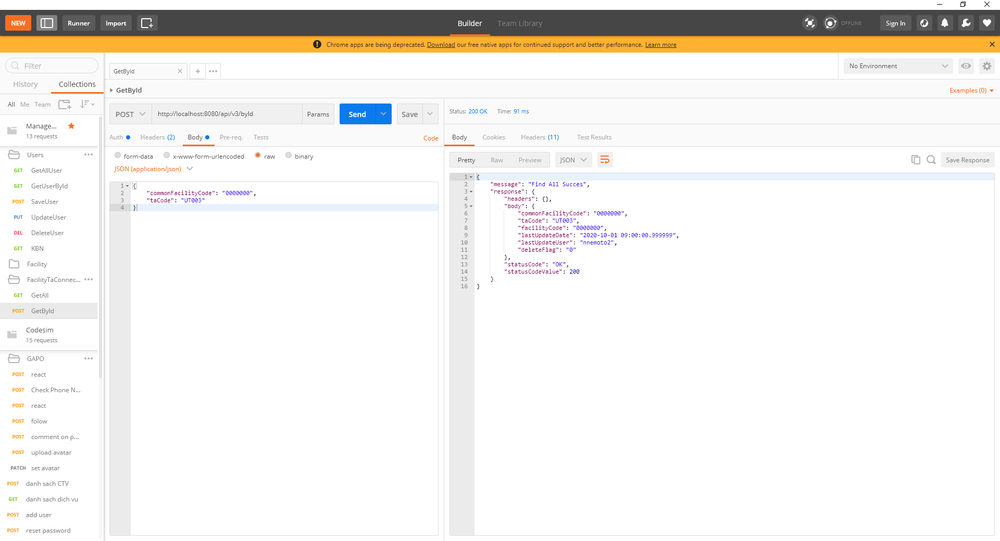 NEW
Runner
Import
Builder
Team Library
OFFLINE
Sign In
Chrome apps are being deprecated. Download our free native apps for continued support and better performance. Learn more
Filter
History
Collections
All Me Team
Manage...
13 requests
Users
GET GetAllUser
GET GetUserById
POST SaveUser
PUT UpdateUser
DEL DeleteUser
GET KBN
Facility
FacilityTaConnec...
GET GetAll
POST GetById
Codesim
15 requests
GAPO
POST react
POST Check Phone N...
POST react
POST folow
POST comment on p...
POST upload avatar
PATCH set avatar
POST danh sach CTV
GET danh sach dich vu
POST add user
POST reset password
GetById
No Environment
GetById
Examples (0)
POST
http://localhost:8080/api/v3/byId
Params
Send
Save
Auth
Headers (2)
Body
Pre-req.
Tests
Code
form-data
x-www-form-urlencoded
raw
binary
JSON (application/json)
1 {
2 "commonFacilityCode": "0000000",
3 "taCode": "UT003"
4 }
Status: 200 OK Time: 91 ms
Body
Cookies
Headers (11)
Test Results
Pretty
Raw
Preview
JSON
Save Response
1 {
2 "message": "Find All Succes",
3 "response": {
4 "headers": {},
5 "body": {
6 "commonFacilityCode": "0000000",
7 "taCode": "UT003",
8 "facilityCode": "0000000",
9 "lastUpdateDate": "2020-10-01 09:00:00.999999",
10 "lastUpdateUser": "nnemoto2",
11 "deleteFlag": "0"
12 },
13 "statusCode": "OK",
14 "statusCodeValue": 200
15 }
16 }